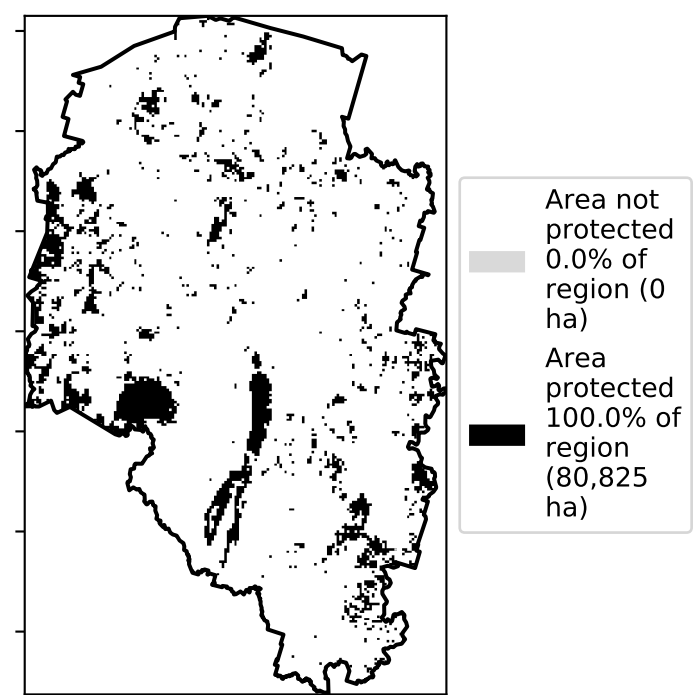 Area not
protected
0.0% of
region (0
ha)
Area
protected
100.0% of
region
(80,825
ha)